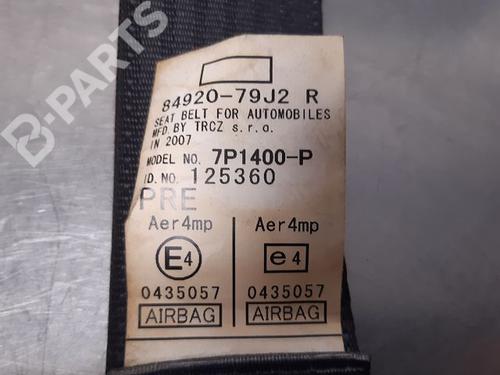 B-PARTS
84920-79J2 R
SEAT BELT FOR AUTOMOBILES
MFD. BY TRCZ s.r.o.
IN 2007
MODEL NO. 7P1400-P
ID.NO. 125360
PRE
Aer4mp Aer4mp
E4 e4
0435057 0435057
AIRBAG AIRBAG